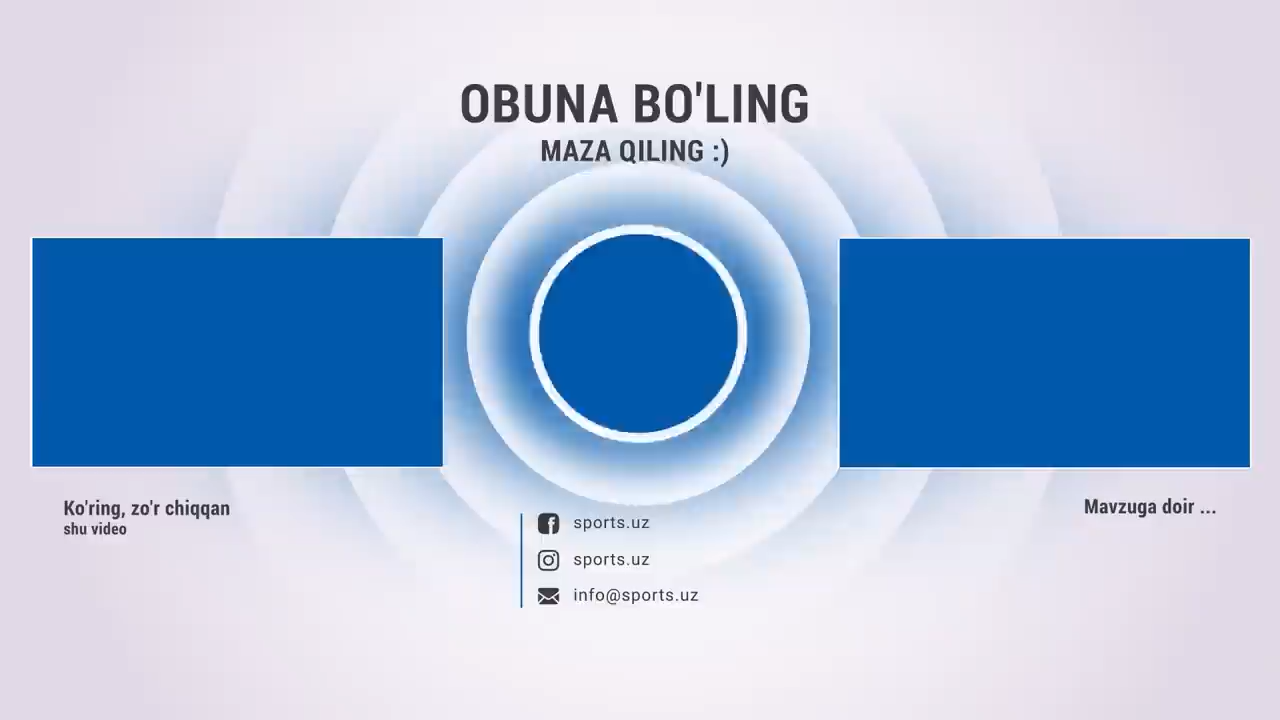 OBUNA BO'LING
MAZA QILING :)
Ko'ring, zo'r chiqqan
shu video
Mavzuga doir ...
sports.uz
sports.uz
info@sports.uz